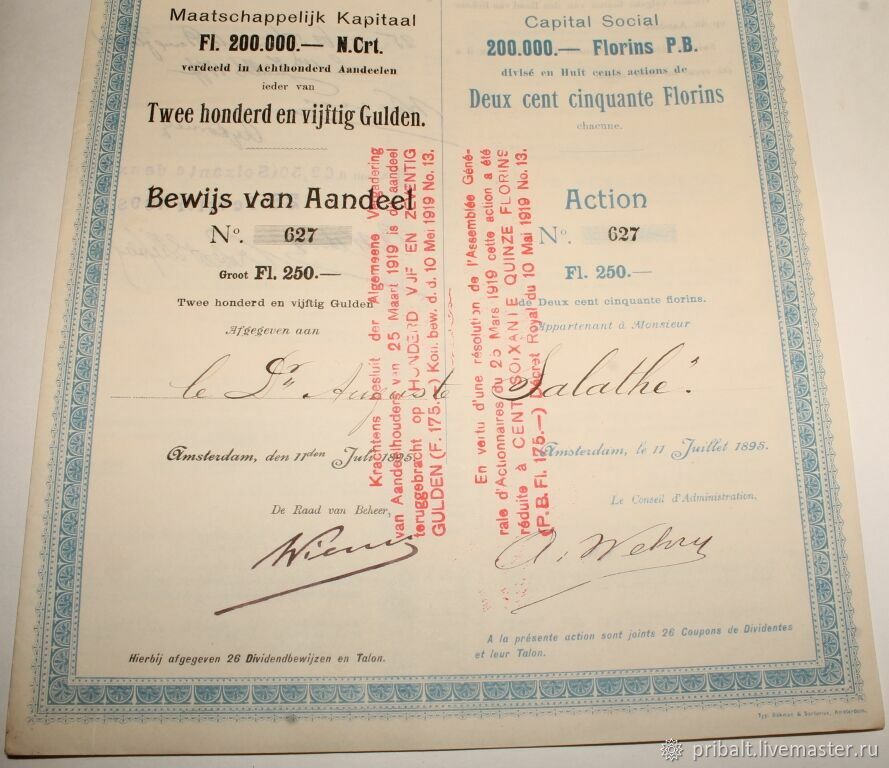 Maatschappelijk Kapitaal
Fl. 200.000.— N.Crt.
verdeeld in Achthonderd Aandeelen
ieder van
Twee honderd en vijftig Gulden.
Bewijs van Aandeel
No. 627
Groot Fl. 250.—
Twee honderd en vijftig Gulden
Afgegeven aan
Capital Social
200.000.— Florins P.B.
divisé en Huit cents actions de
Deux cent cinquante Florins
chacune.
Action
No. 627
Fl. 250.—
de Deux cent cinquante florins.
Appartenant à Monsieur
le Dr Auguste Salathé
Amsterdam, den 11den Juli 1895.
De Raad van Beheer,
Amsterdam, le 11 Juillet 1895.
Le Conseil d'Administration,
Krachtens besluit der Algemeene Vergadering
van Aandeelhouders van 25 Maart 1919 is dit aandeel
teruggebracht op HONDERD VIJF EN ZEVENTIG
GULDEN (F. 175.—) Kon. bew. d.d. 10 Mei 1919 No. 13.
En vertu d'une résolution de l'Assemblée Géné-
rale d'Actionnaires du 25 Mars 1919 cette action a été
réduite à CENT SOIXANTE QUINZE FLORINS
(P.B. Fl. 175.—) Décret Royal du 10 Mai 1919 No. 13.
Hierbij afgegeven 26 Dividendbewijzen en Talon.
A la présente action sont joints 26 Coupons de Dividentes
et leur Talon.
pribalt.livemaster.ru